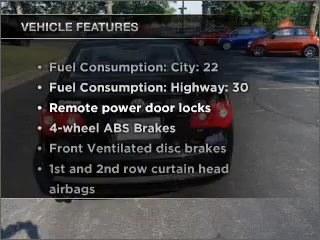 VEHICLE FEATURES
• Fuel Consumption: City: 22
• Fuel Consumption: Highway: 30
• Remote power door locks
• 4-wheel ABS Brakes
• Front Ventilated disc brakes
• 1st and 2nd row curtain head
airbags